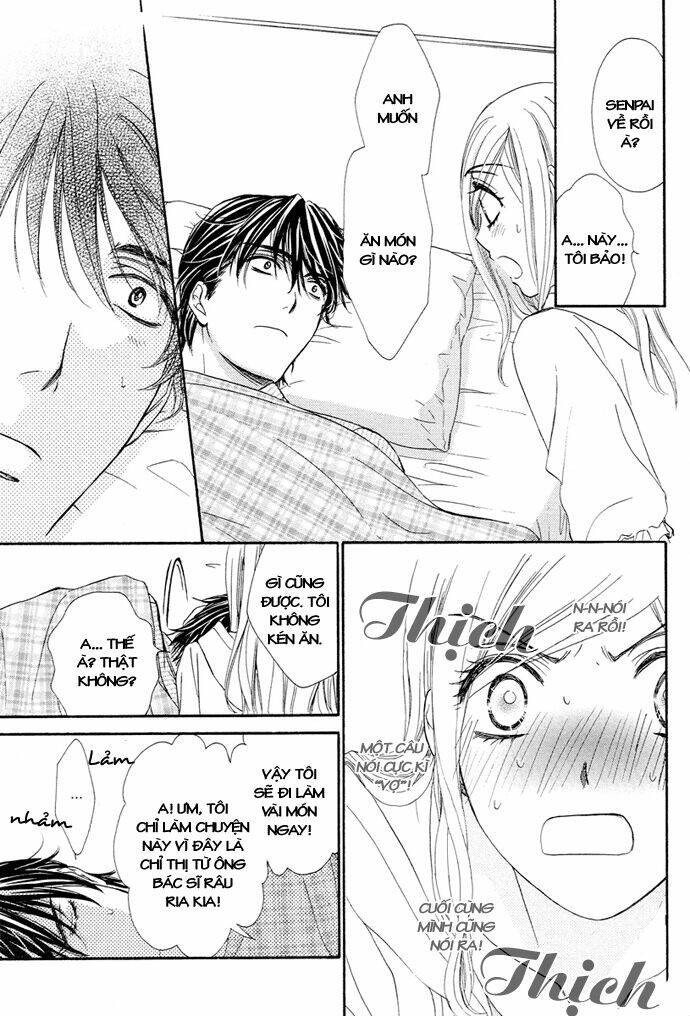 SENPAI
VỀ RỒI
À?
A... NÀY...
TÔI BẢO!
ANH
MUỐN
ĂN MÓN
GÌ NÀO?
Thịch
N-N-NÓI
RA RỒI!
MỘT CÂU
NÓI CỰC KÌ
"VỢ"!
CUỐI CÙNG
MÌNH CŨNG
NÓI RA!
Thịch
GÌ CŨNG
ĐƯỢC. TÔI
KHÔNG
KÉN ĂN.
A... THẾ
À? THẬT
KHÔNG?
VẬY TÔI
SẼ ĐI LÀM
VÀI MÓN
NGAY!
A! ƯM, TÔI
CHỈ LÀM CHUYỆN
NÀY VÌ ĐÂY LÀ
CHỈ THỊ TỪ ÔNG
BÁC SĨ RÂU
RIA KIA!
Lẩm
...
nhẩm